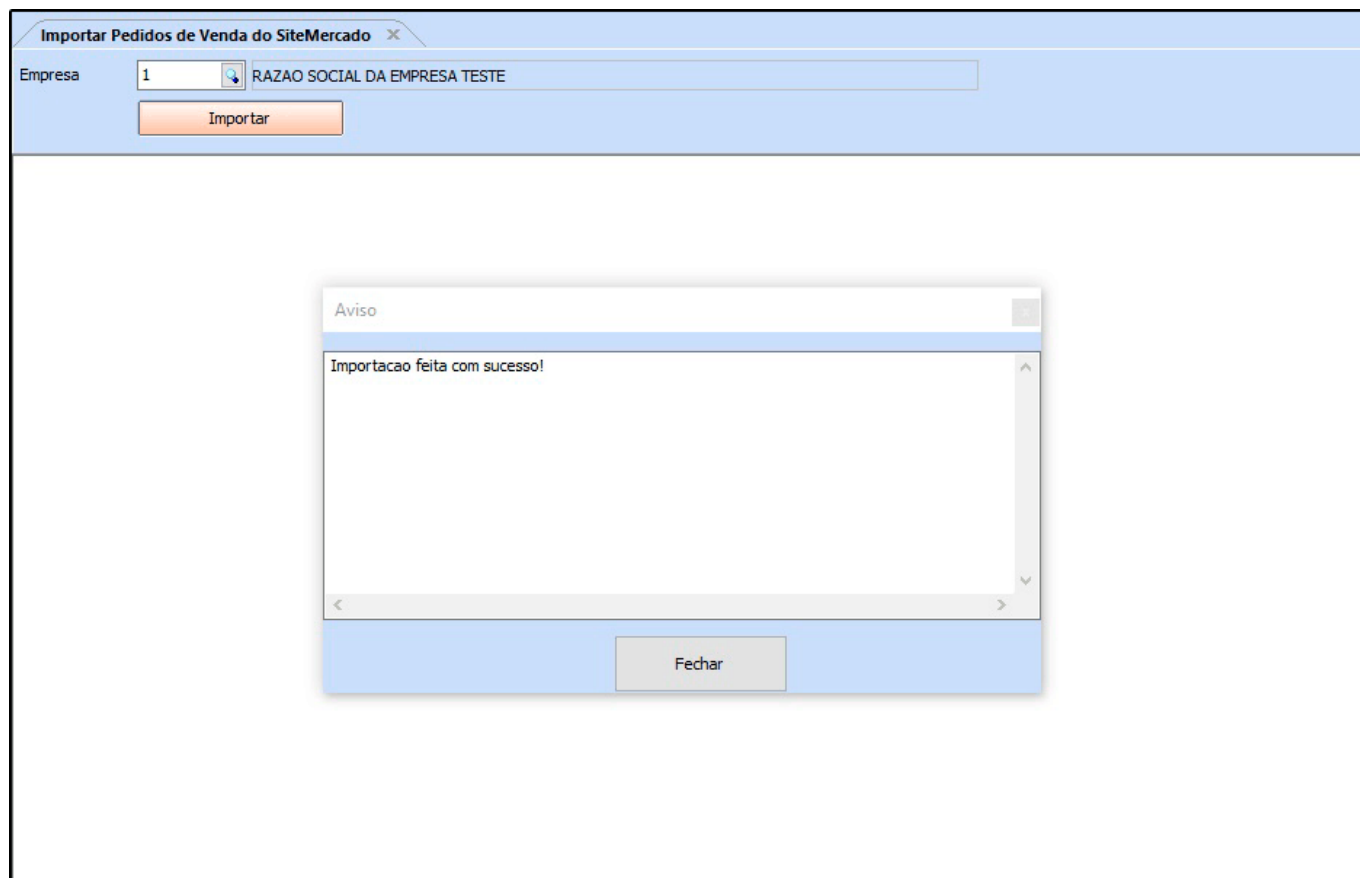 Importar Pedidos de Venda do SiteMercado
Empresa 1 RAZAO SOCIAL DA EMPRESA TESTE
Importar
Aviso
Importacao feita com sucesso!
Fechar